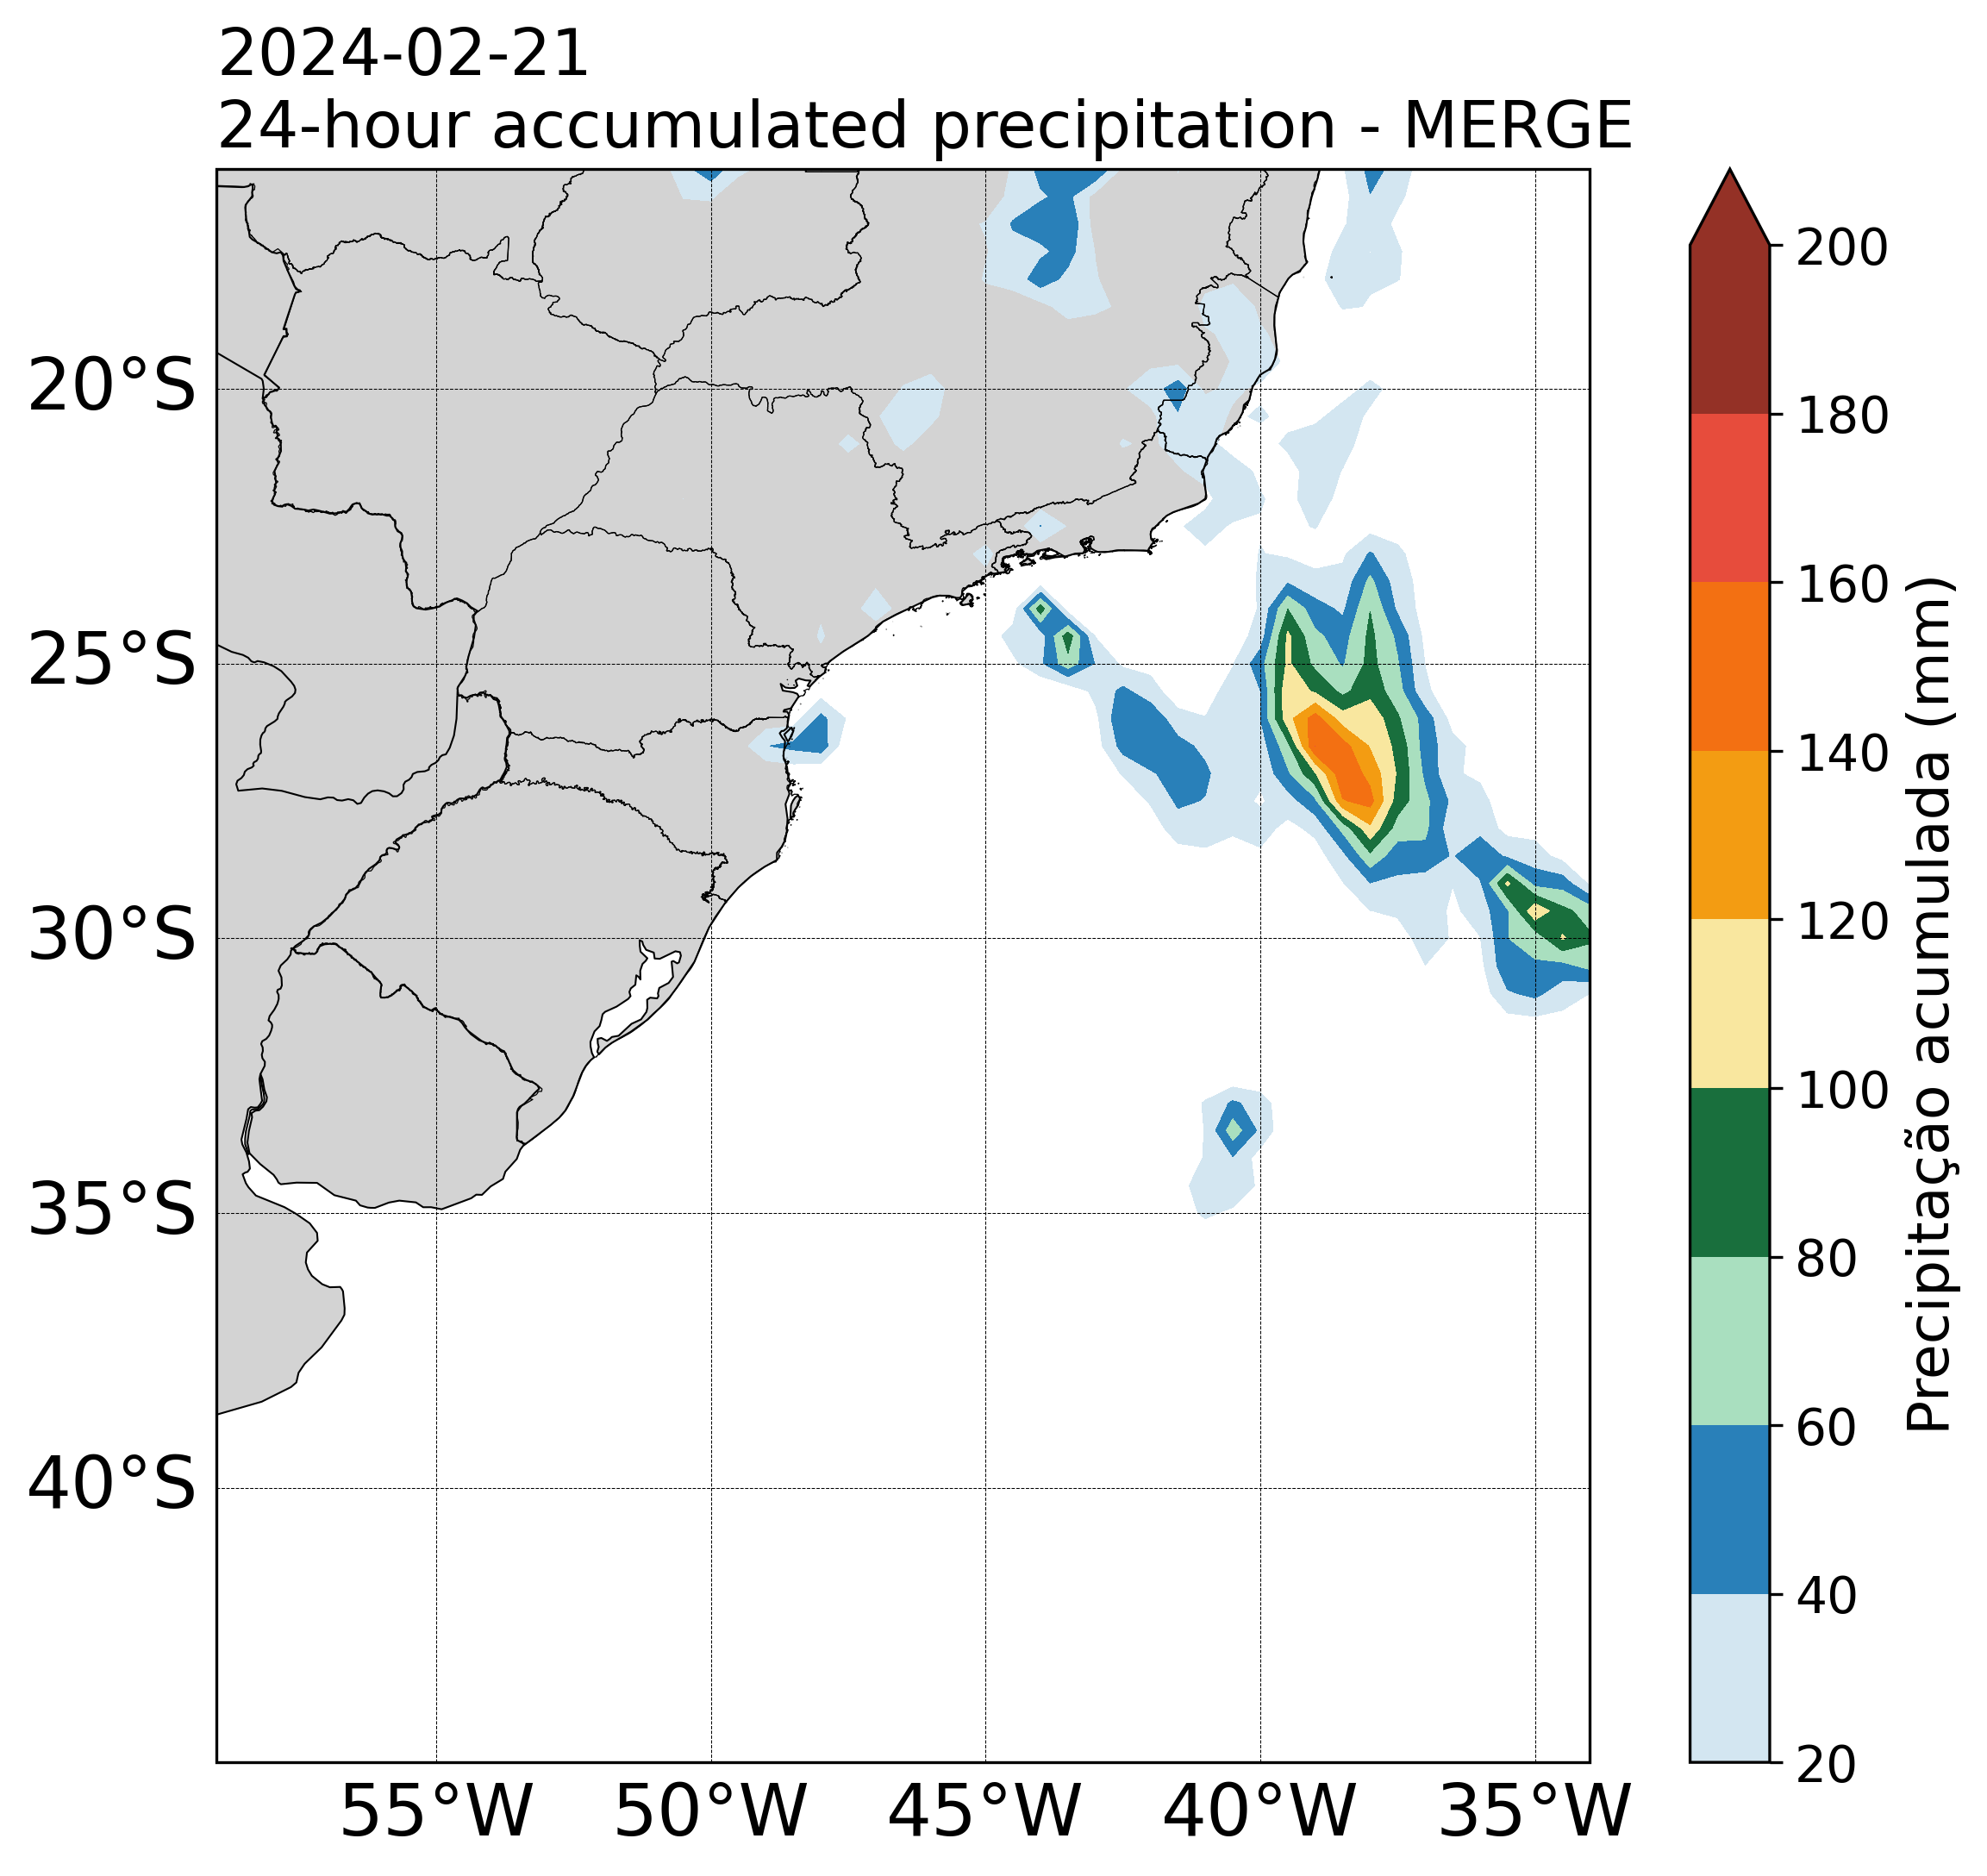 2024-02-21
24-hour accumulated precipitation - MERGE
20°S
25°S
30°S
35°S
40°S
55°W
50°W
45°W
40°W
35°W
200
180
160
140
120
100
80
60
40
20
Precipitação acumulada (mm)